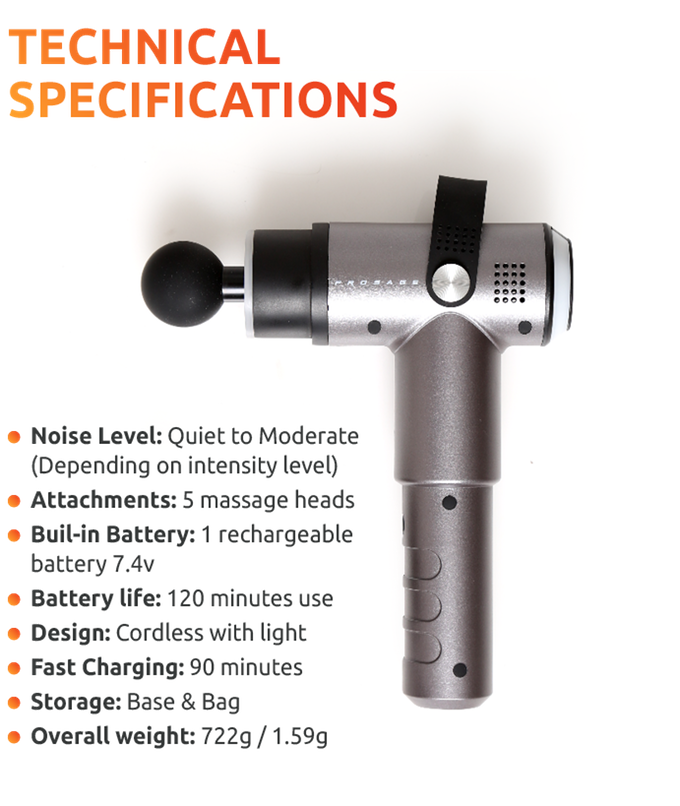 TECHNICAL
SPECIFICATIONS
PROSAGE
Noise Level: Quiet to Moderate
(Depending on intensity level)
Attachments: 5 massage heads
Buil-in Battery: 1 rechargeable
battery 7.4v
Battery life: 120 minutes use
Design: Cordless with light
Fast Charging: 90 minutes
Storage: Base & Bag
Overall weight: 722g / 1.59g